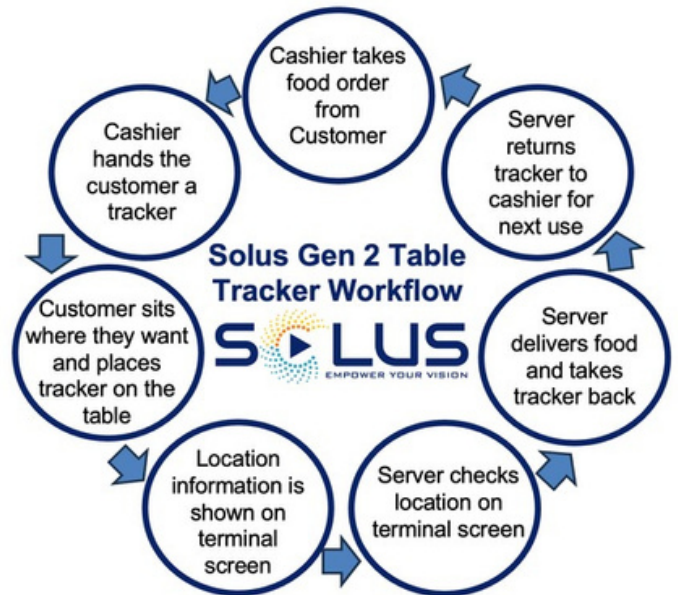 Cashier takes
food order
from
Customer
Cashier
hands the
customer a
tracker
Customer sits
where they want
and places
tracker on the
table
Location
information is
shown on
terminal
screen
Server checks
location on
terminal screen
Server
delivers food
and takes
tracker back
Server
returns
tracker to
cashier for
next use
Solus Gen 2 Table
Tracker Workflow
SOLUS
EMPOWER YOUR VISION